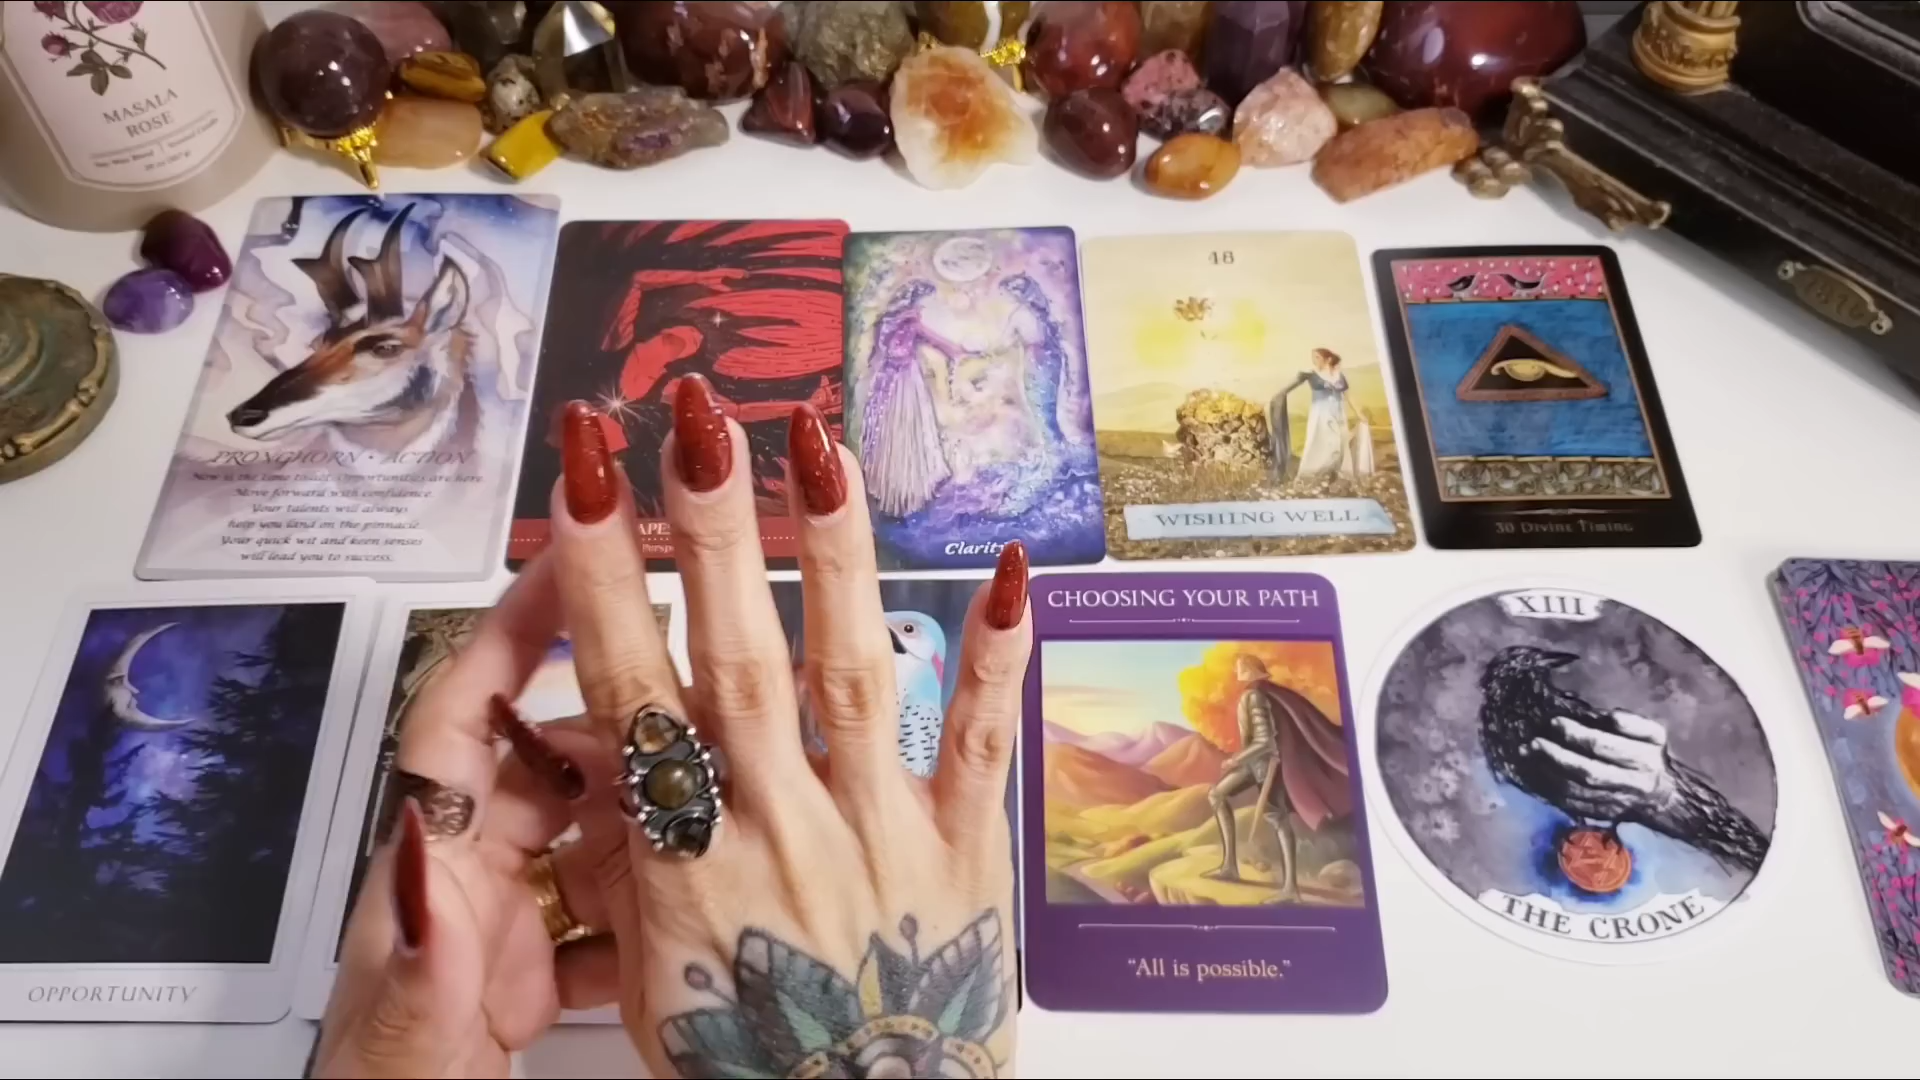 MASALA
ROSE
PRONGHORN • ACTION
Now is the time to act. Opportunities are here.
Move forward with confidence.
Your talents will always
help you land on the pinnacle.
Your quick wit and keen senses
will lead you to success.
Clarity
48
WISHING WELL
30 Divine Timing
OPPORTUNITY
CHOOSING YOUR PATH
"All is possible."
XIII
THE CRONE
1876